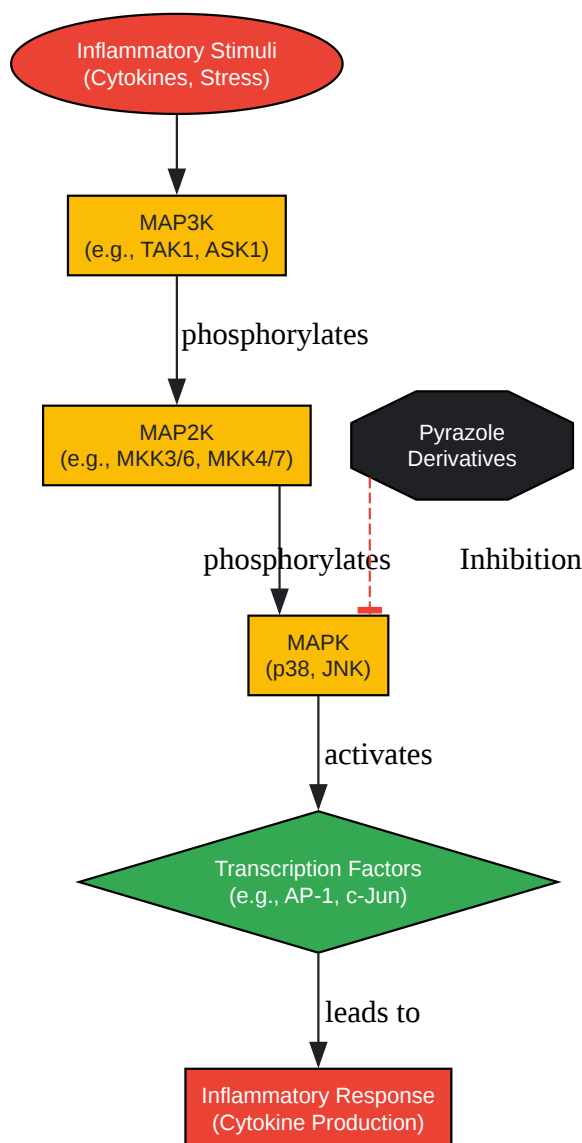 Inflammatory Stimuli
(Cytokines, Stress)
MAP3K
(e.g., TAK1, ASK1)
phosphorylates
MAP2K
(e.g., MKK3/6, MKK4/7)
Pyrazole
Derivatives
phosphorylates
Inhibition
MAPK
(p38, JNK)
activates
Transcription Factors
(e.g., AP-1, c-Jun)
leads to
Inflammatory Response
(Cytokine Production)